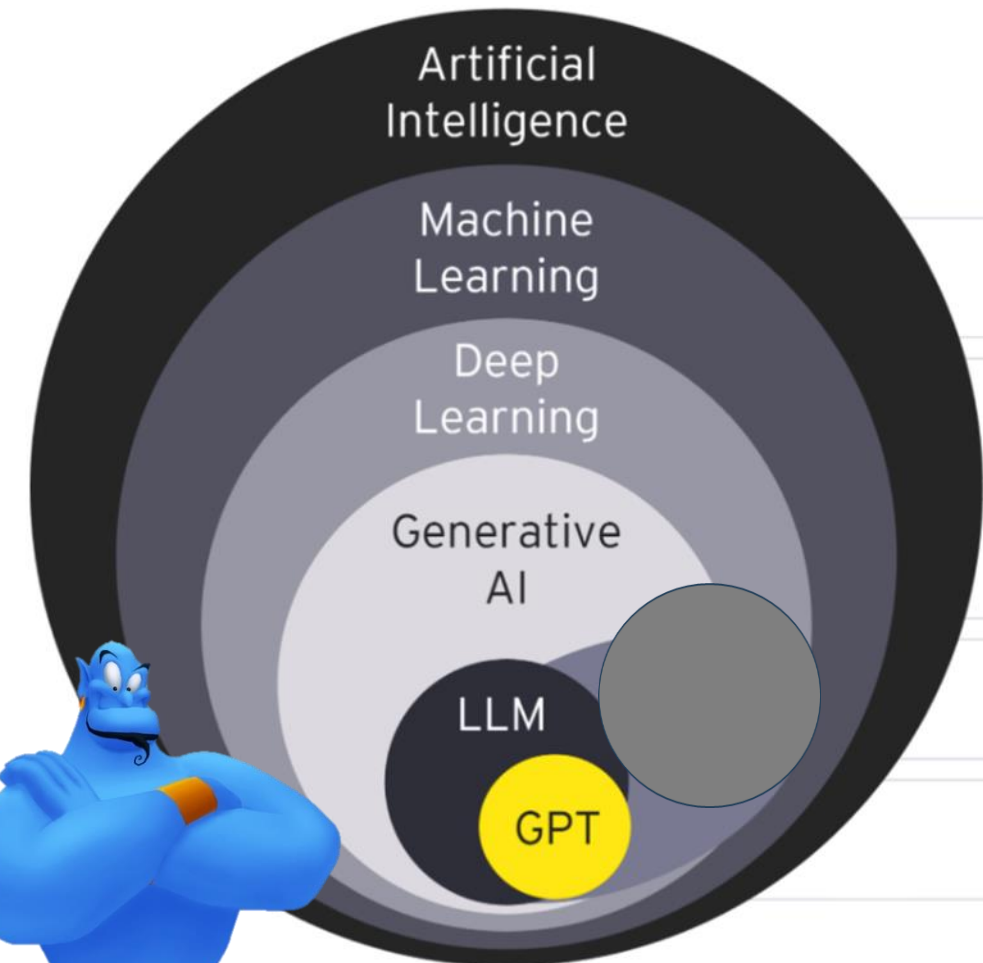 Artificial
Intelligence
Machine
Learning
Deep
Learning
Generative
AI
LLM
GPT